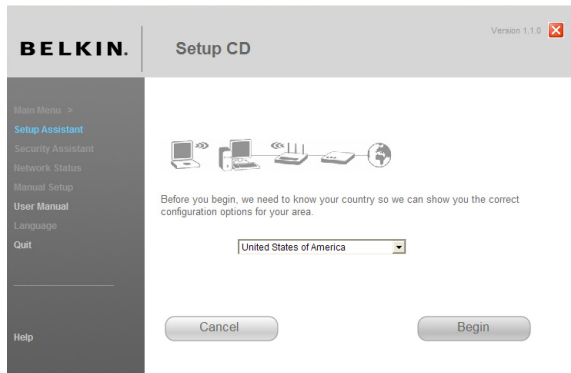 BELKIN.
Setup CD
Version 1.1.0
Main Menu >
Setup Assistant
Security Assistant
Network Status
Manual Setup
User Manual
Language
Quit
Help
Before you begin, we need to know your country so we can show you the correct
configuration options for your area.
United States of America
Cancel
Begin